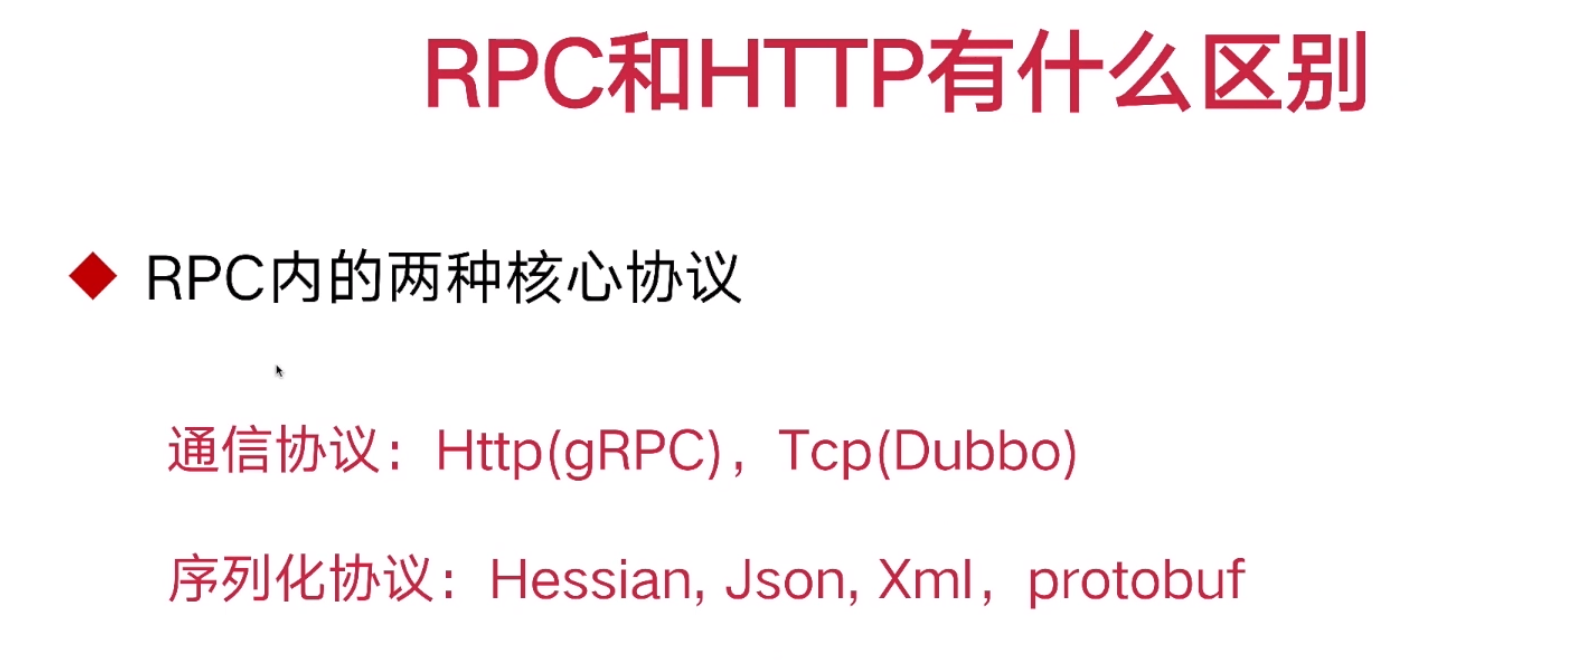 RPC和HTTP有什么区别
RPC内的两种核心协议
通信协议：Http(gRPC)，Tcp(Dubbo)
序列化协议：Hessian, Json, Xml，protobuf